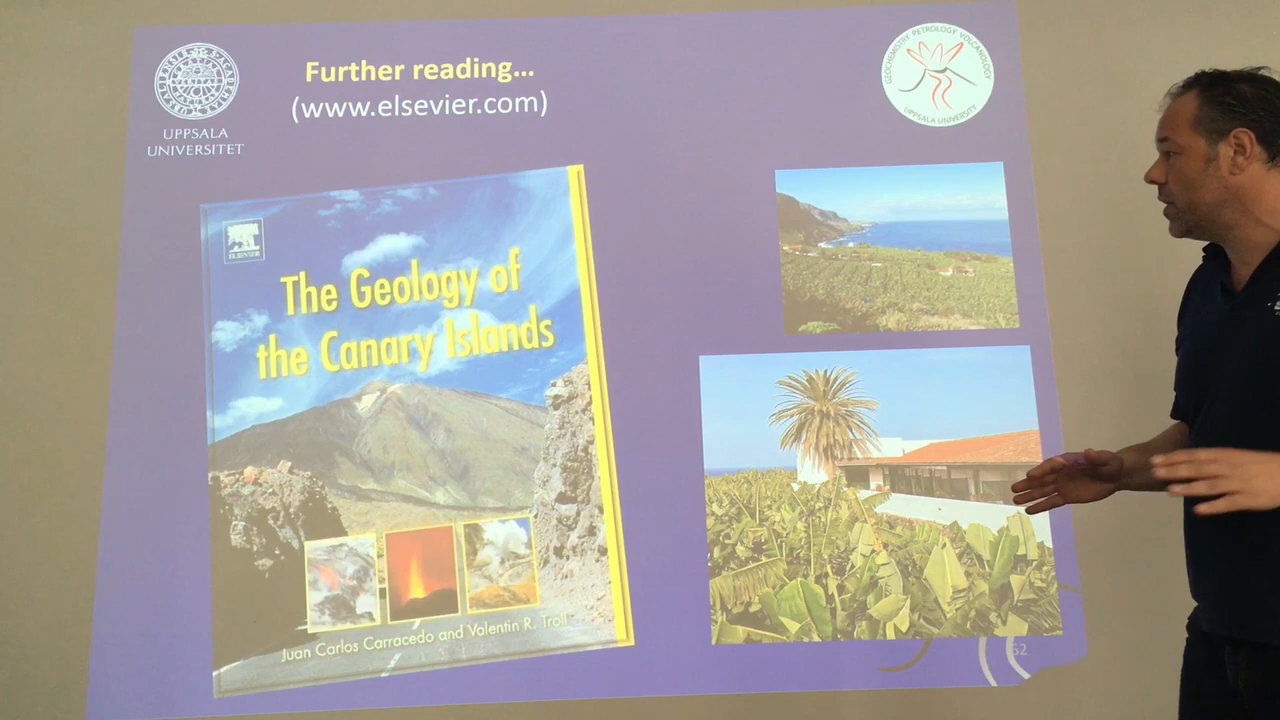 Further reading...
(www.elsevier.com)
UPPSALA
UNIVERSITET
GEOCHEMISTRY PETROLOGY VOLCANOLOGY
UPPSALA UNIVERSITY
ELSEVIER
The Geology of
the Canary Islands
Juan Carlos Carracedo and Valentin R. Troll
52